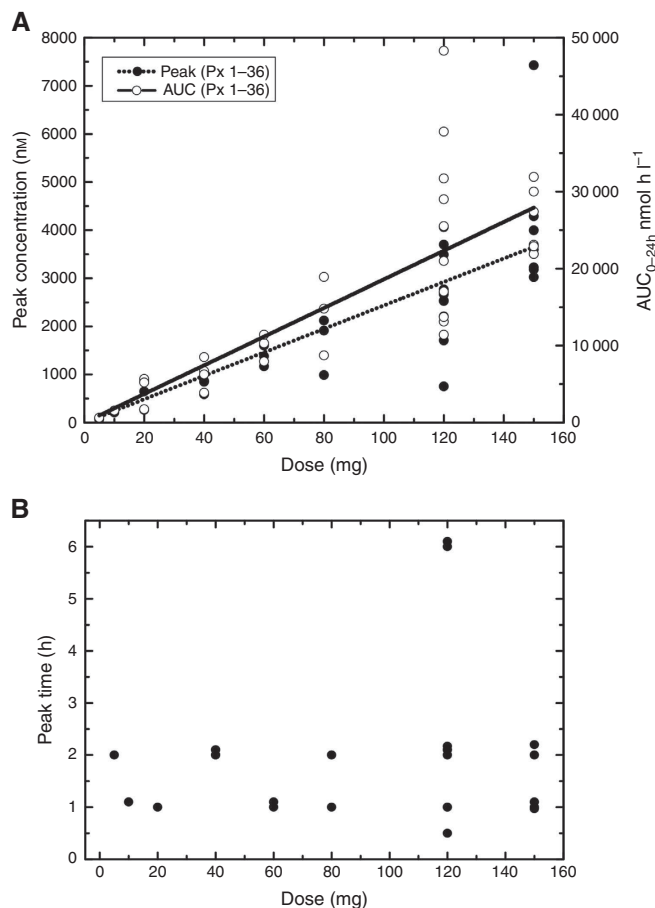 A
8000
7000
6000
5000
4000
3000
2000
1000
0
Peak concentration (nM)
Peak (Px 1–36)
AUC (Px 1–36)
50 000
40 000
30 000
20 000
10 000
0
AUC0–24h nmol h l–1
0 20 40 60 80 100 120 140 160
Dose (mg)
B
6
5
4
3
2
1
0
Peak time (h)
0 20 40 60 80 100 120 140 160
Dose (mg)